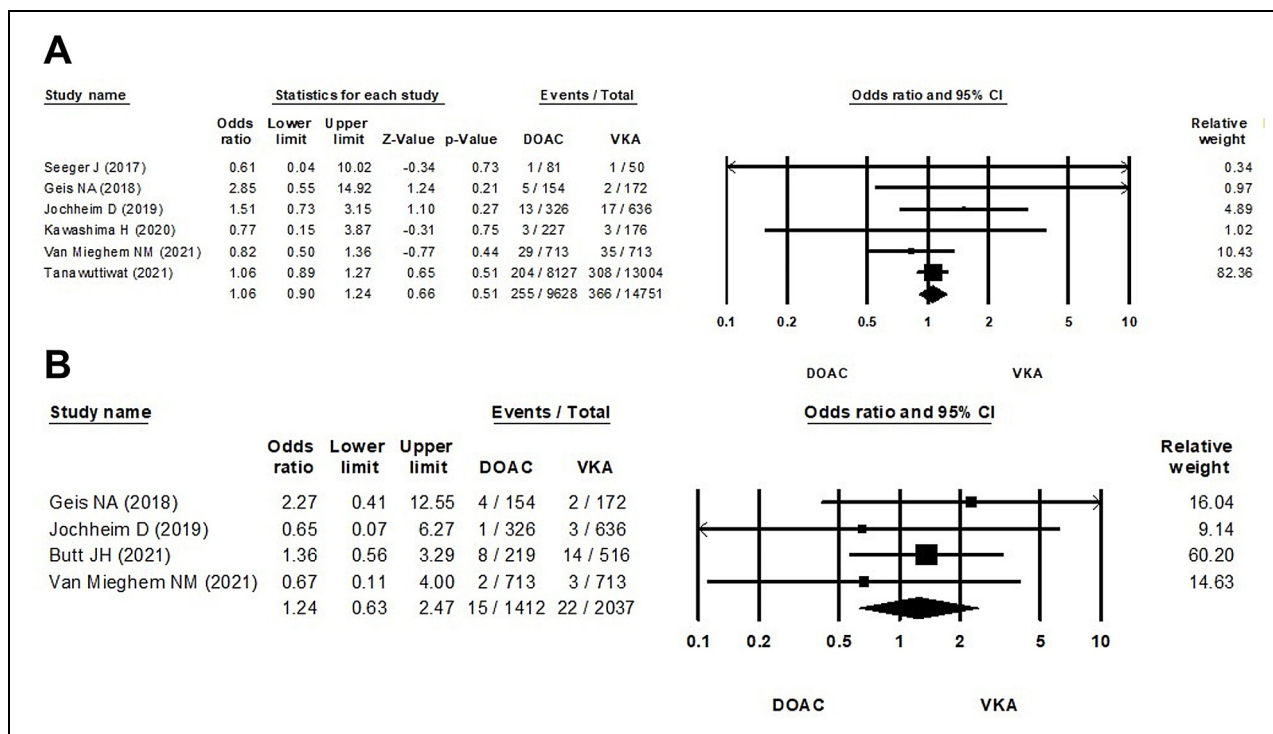 A
Study name Statistics for each study Events / Total Odds ratio and 95% CI
Odds Lower Upper Relative
ratio limit limit Z-Value p-Value DOAC VKA weight
Seeger J (2017) 0.61 0.04 10.02 -0.34 0.73 1 / 81 1 / 50 0.34
Geis NA (2018) 2.85 0.55 14.92 1.24 0.21 5 / 154 2 / 172 0.97
Jochheim D (2019) 1.51 0.73 3.15 1.10 0.27 13 / 326 17 / 636 4.89
Kawashima H (2020) 0.77 0.15 3.87 -0.31 0.75 3 / 227 3 / 176 1.02
Van Mieghem NM (2021) 0.82 0.50 1.36 -0.77 0.44 29 / 713 35 / 713 10.43
Tanawuttiwat (2021) 1.06 0.89 1.27 0.65 0.51 204 / 8127 308 / 13004 82.36
1.06 0.90 1.24 0.66 0.51 255 / 9628 366 / 14751
0.1 0.2 0.5 1 2 5 10
DOAC VKA
B
Study name Events / Total Odds ratio and 95% CI
Odds Lower Upper Relative
ratio limit limit DOAC VKA weight
Geis NA (2018) 2.27 0.41 12.55 4 / 154 2 / 172 16.04
Jochheim D (2019) 0.65 0.07 6.27 1 / 326 3 / 636 9.14
Butt JH (2021) 1.36 0.56 3.29 8 / 219 14 / 516 60.20
Van Mieghem NM (2021) 0.67 0.11 4.00 2 / 713 3 / 713 14.63
1.24 0.63 2.47 15 / 1412 22 / 2037
0.1 0.2 0.5 1 2 5 10
DOAC VKA